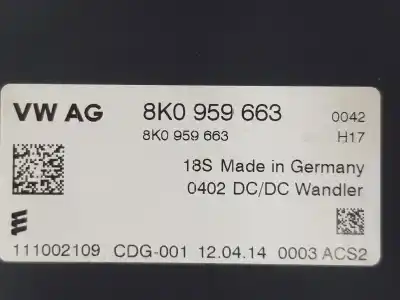 VW AG 8K0 959 663 0042
8K0 959 663 H17
18S Made in Germany
0402 DC/DC Wandler
111002109 CDG-001 12.04.14 0003 ACS2